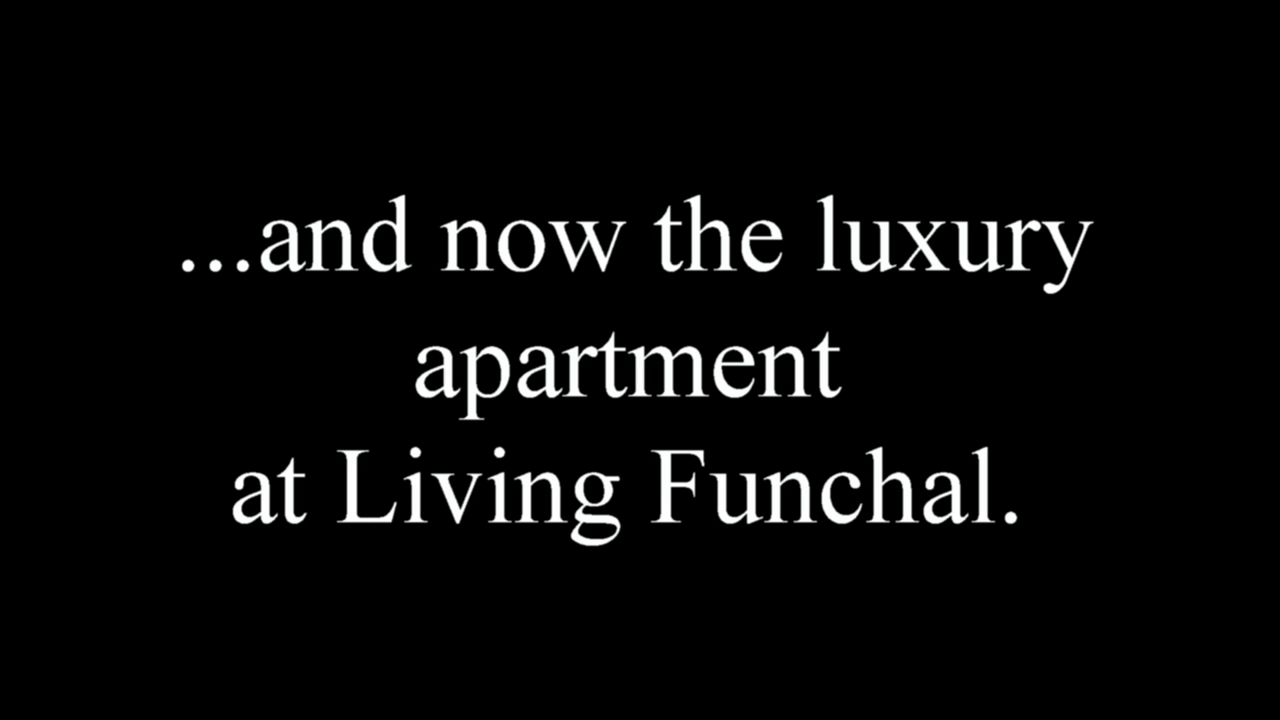 ...and now the luxury
apartment
at Living Funchal.